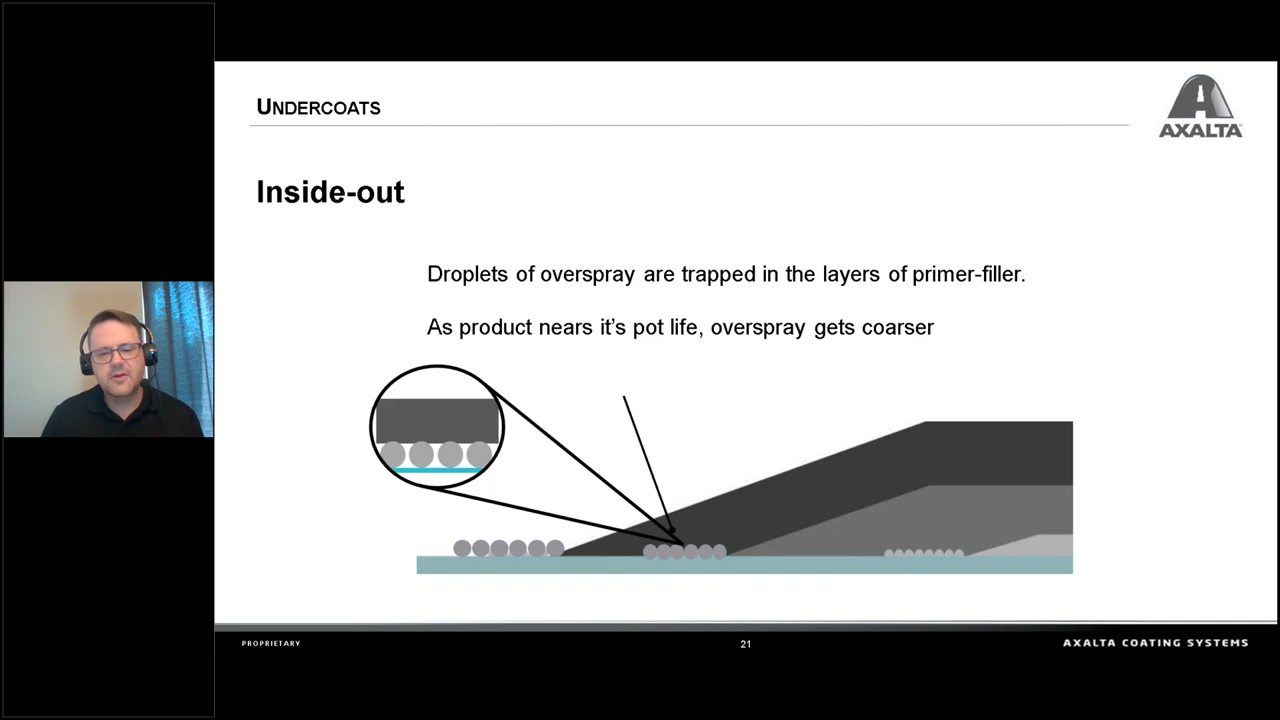 UNDERCOATS
AXALTA
Inside-out
Droplets of overspray are trapped in the layers of primer-filler.
As product nears it's pot life, overspray gets coarser
PROPRIETARY
21
AXALTA COATING SYSTEMS